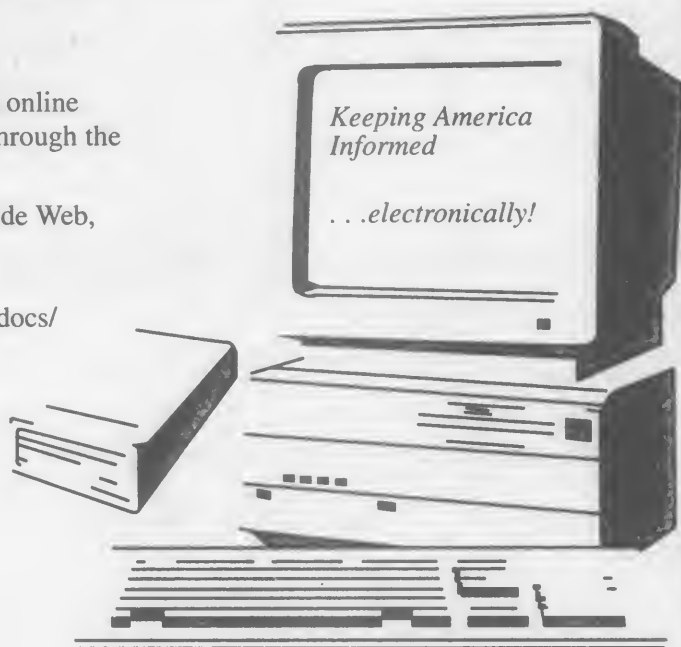 online
hrough the
de Web,
docs/
Keeping America
Informed
. . .electronically!